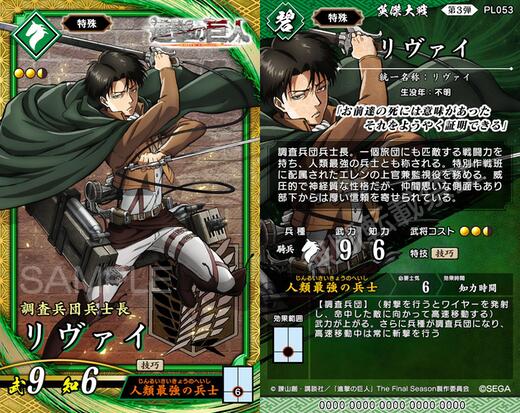 特殊
進撃の巨人
SAMPLE
調査兵団兵士長
リヴァイ
技巧
武9 知6
じんるいさいきょうのへいし
人類最強の兵士
6
碧
特殊
英傑大戦
第3弾
PL053
リヴァイ
統一名称:リヴァイ
生没年:不明
「お前達の死には意味があった
それをようやく証明できる」
調査兵団兵士長。一個旅団にも匹敵する戦闘力を
持ち、人類最強の兵士とも称される。特別作戦班
に配属されたエレンの上官兼監視役を務める。威
圧的で神経質な性格だが、仲間思いな側面もあり
部下からは厚い信頼を寄せられている。
兵種 武力 知力 武将コスト
騎兵 9 6 特技 技巧
じんるいさいきょうのへいし 必要士気 効果時間
人類最強の兵士 6 知力時間
効果範囲
【調査兵団】(射撃を行うとワイヤーを発射
し、命中した敵に向かって高速移動する)
武力が上がる。さらに兵種が調査兵団になり、
高速移動中は常に斬撃を行う
© 諫山創・講談社/「進撃の巨人」The Final Season製作委員会 ©SEGA
0000-0000-0000-0000-0000-0000